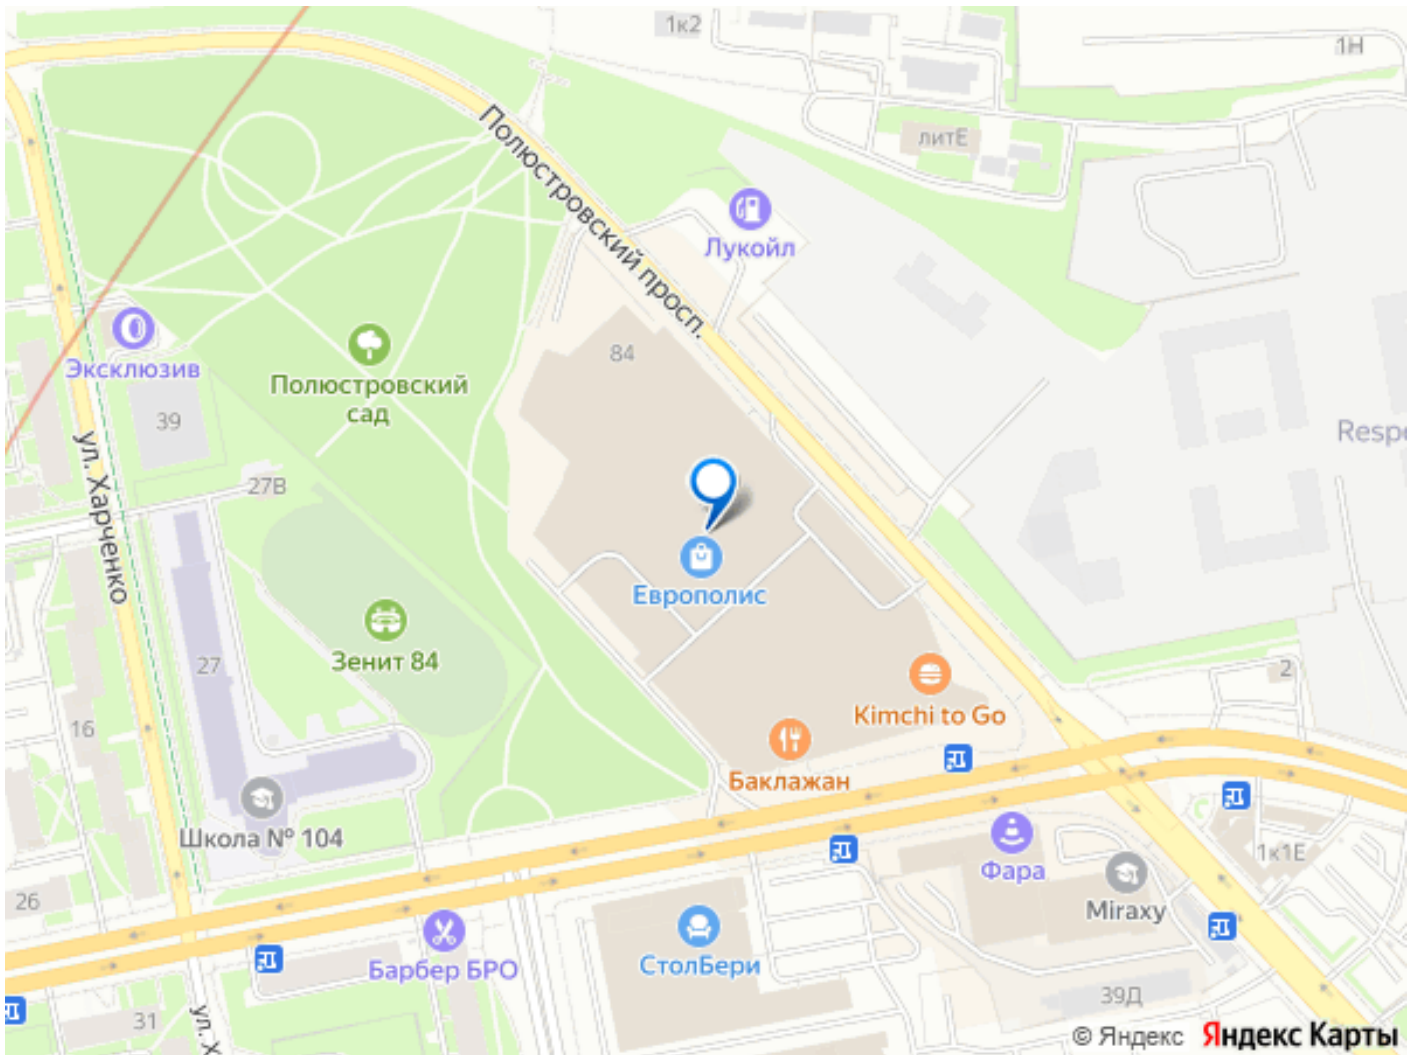 1к2
1Н
литЕ
Полюстровский просп.
Лукойл
Эксклюзив
84
Полюстровский
сад
39
Respe
ул. Харченко
27В
Европолис
Зенит 84
27
2
16
Kimchi to Go
Баклажан
Школа № 104
1к1Е
Фара
26
Miraxy
Барбер БРО
СтолБери
39Д
31
ул. Х
© Яндекс Яндекс Карты